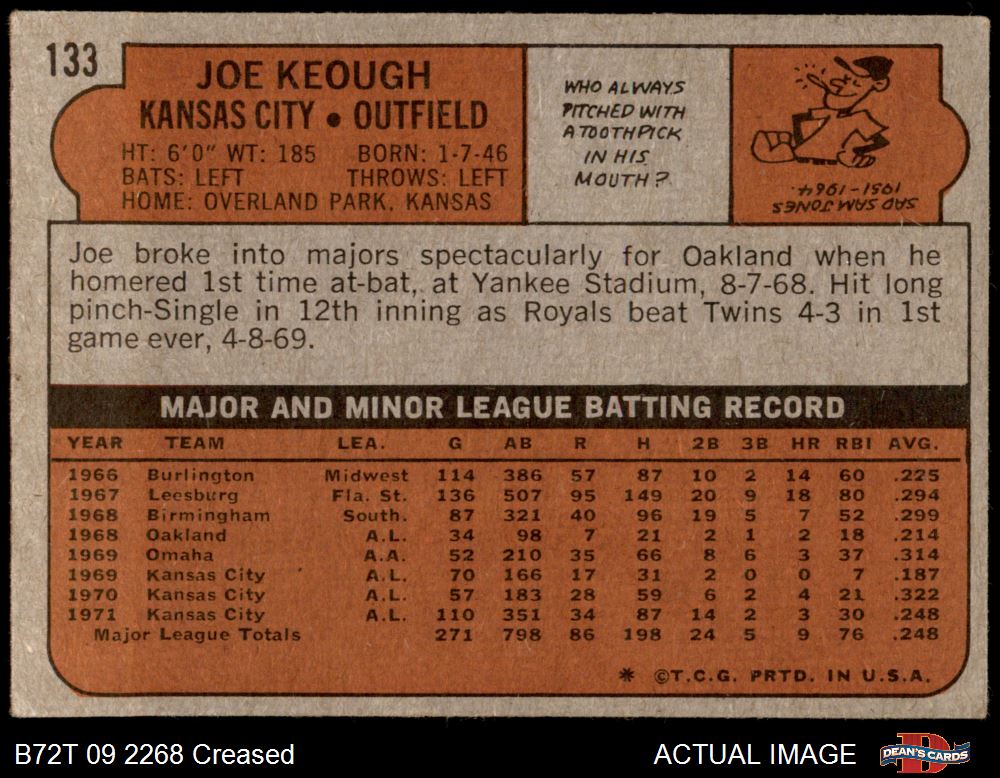 133
JOE KEOUGH
KANSAS CITY • OUTFIELD
HT: 6'0" WT: 185 BORN: 1-7-46
BATS: LEFT THROWS: LEFT
HOME: OVERLAND PARK, KANSAS
WHO ALWAYS
PITCHED WITH
A TOOTHPICK
IN HIS
MOUTH?
SAD SAM JONES
1951-1964.
Joe broke into majors spectacularly for Oakland when he
homered 1st time at-bat, at Yankee Stadium, 8-7-68. Hit long
pinch-Single in 12th inning as Royals beat Twins 4-3 in 1st
game ever, 4-8-69.
MAJOR AND MINOR LEAGUE BATTING RECORD
YEAR TEAM LEA. G AB R H 2B 3B HR RBI AVG.
1966 Burlington Midwest 114 386 57 87 10 2 14 60 .225
1967 Leesburg Fla. St. 136 507 95 149 20 9 18 80 .294
1968 Birmingham South. 87 321 40 96 19 5 7 52 .299
1968 Oakland A.L. 34 98 7 21 2 1 2 18 .214
1969 Omaha A.A. 52 210 35 66 8 6 3 37 .314
1969 Kansas City A.L. 70 166 17 31 2 0 0 7 .187
1970 Kansas City A.L. 57 183 28 59 6 2 4 21 .322
1971 Kansas City A.L. 110 351 34 87 14 2 3 30 .248
Major League Totals 271 798 86 198 24 5 9 76 .248
* ©T.C.G. PRTD. IN U.S.A.
B72T 09 2268 Creased
ACTUAL IMAGE
DEAN'S CARDS